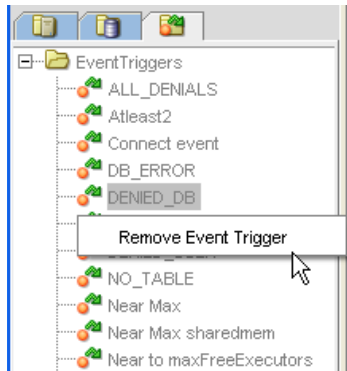 EventTriggers
ALL_DENIALS
Atleast2
Connect event
DB_ERROR
DENIED_DB
Remove Event Trigger
NO_TABLE
Near Max
Near Max sharedmem
Near to maxFreeExecutors